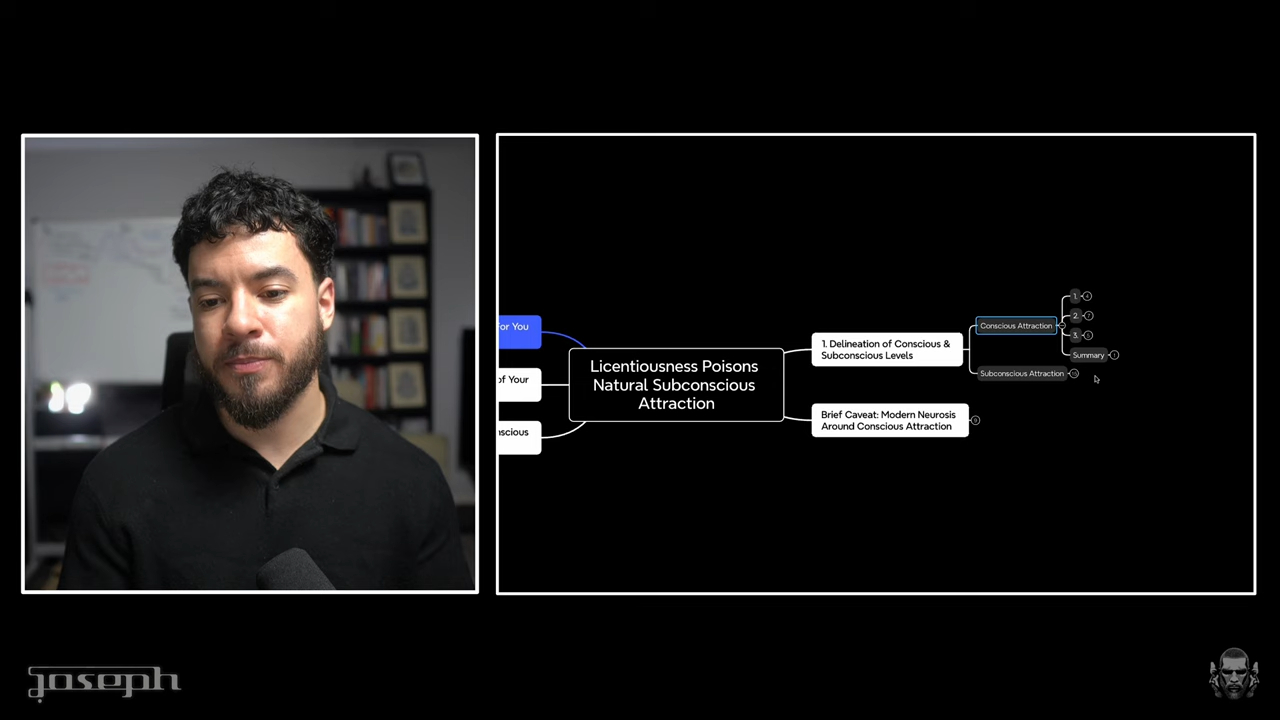 for You
of Your
nscious
Licentiousness Poisons
Natural Subconscious
Attraction
1. Delineation of Conscious &
Subconscious Levels
Conscious Attraction
1.
2.
3.
Summary
Subconscious Attraction
Brief Caveat: Modern Neurosis
Around Conscious Attraction
joseph